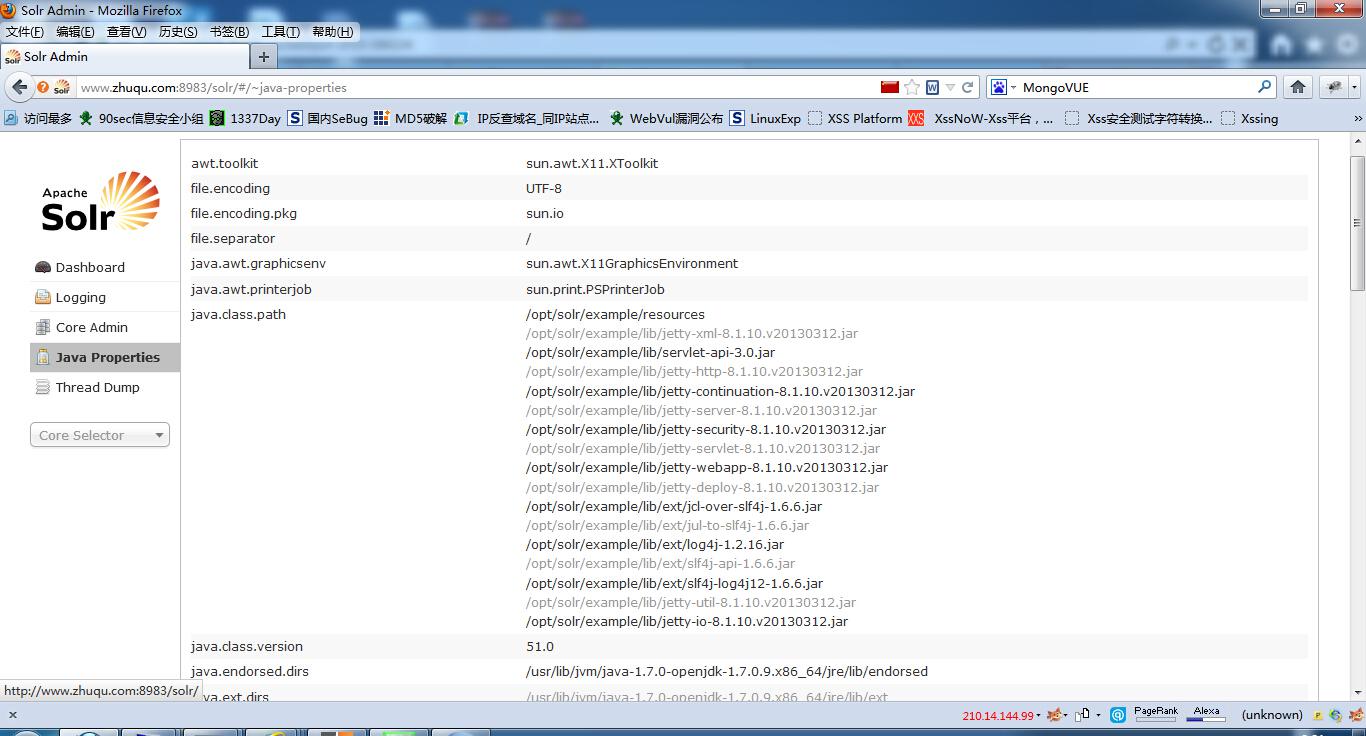 Solr Admin - Mozilla Firefox
文件(F) 编辑(E) 查看(V) 历史(S) 书签(B) 工具(T) 帮助(H)
Solr Admin
www.zhuqu.com:8983/solr/#/~java-properties
MongoVUE
访问最多 90sec信息安全小组 1337Day 国内SeBug MD5破解 IP反查域名_同IP站点... WebVul漏洞公布 LinuxExp XSS Platform XssNoW-Xss平台，... Xss安全测试字符转换... Xssing
Apache
Solr
Dashboard
Logging
Core Admin
Java Properties
Thread Dump
Core Selector
awt.toolkit sun.awt.X11.XToolkit
file.encoding UTF-8
file.encoding.pkg sun.io
file.separator /
java.awt.graphicsenv sun.awt.X11GraphicsEnvironment
java.awt.printerjob sun.print.PSPrinterJob
java.class.path /opt/solr/example/resources
/opt/solr/example/lib/jetty-xml-8.1.10.v20130312.jar
/opt/solr/example/lib/servlet-api-3.0.jar
/opt/solr/example/lib/jetty-http-8.1.10.v20130312.jar
/opt/solr/example/lib/jetty-continuation-8.1.10.v20130312.jar
/opt/solr/example/lib/jetty-server-8.1.10.v20130312.jar
/opt/solr/example/lib/jetty-security-8.1.10.v20130312.jar
/opt/solr/example/lib/jetty-servlet-8.1.10.v20130312.jar
/opt/solr/example/lib/jetty-webapp-8.1.10.v20130312.jar
/opt/solr/example/lib/jetty-deploy-8.1.10.v20130312.jar
/opt/solr/example/lib/ext/jcl-over-slf4j-1.6.6.jar
/opt/solr/example/lib/ext/jul-to-slf4j-1.6.6.jar
/opt/solr/example/lib/ext/log4j-1.2.16.jar
/opt/solr/example/lib/ext/slf4j-api-1.6.6.jar
/opt/solr/example/lib/ext/slf4j-log4j12-1.6.6.jar
/opt/solr/example/lib/jetty-util-8.1.10.v20130312.jar
/opt/solr/example/lib/jetty-io-8.1.10.v20130312.jar
java.class.version 51.0
java.endorsed.dirs /usr/lib/jvm/java-1.7.0-openjdk-1.7.0.9.x86_64/jre/lib/endorsed
java.ext.dirs /usr/lib/jvm/java-1.7.0-openjdk-1.7.0.9.x86_64/jre/lib/ext
http://www.zhuqu.com:8983/solr/
210.14.144.99 PageRank Alexa (unknown)